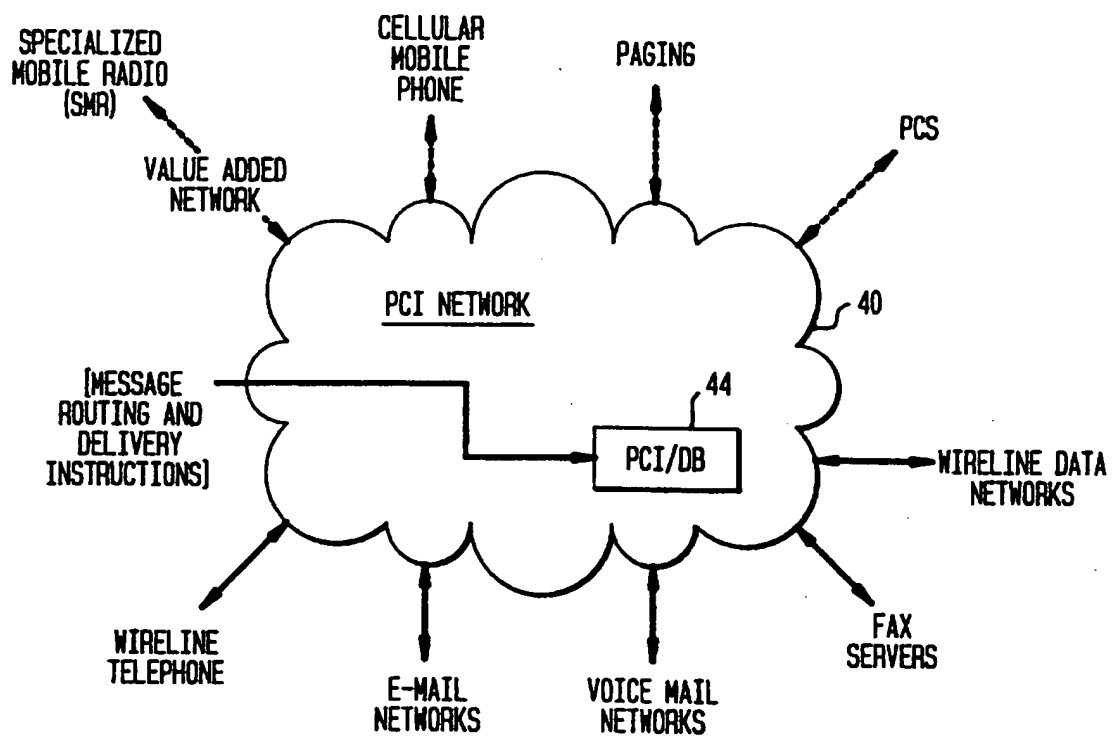 SPECIALIZED
MOBILE RADIO
(SMR)
CELLULAR
MOBILE
PHONE
PAGING
PCS
VALUE ADDED
NETWORK
PCI NETWORK
40
[MESSAGE
ROUTING AND
DELIVERY
INSTRUCTIONS]
44
PCI/DB
WIRELINE DATA
NETWORKS
FAX
SERVERS
WIRELINE
TELEPHONE
E-MAIL
NETWORKS
VOICE MAIL
NETWORKS